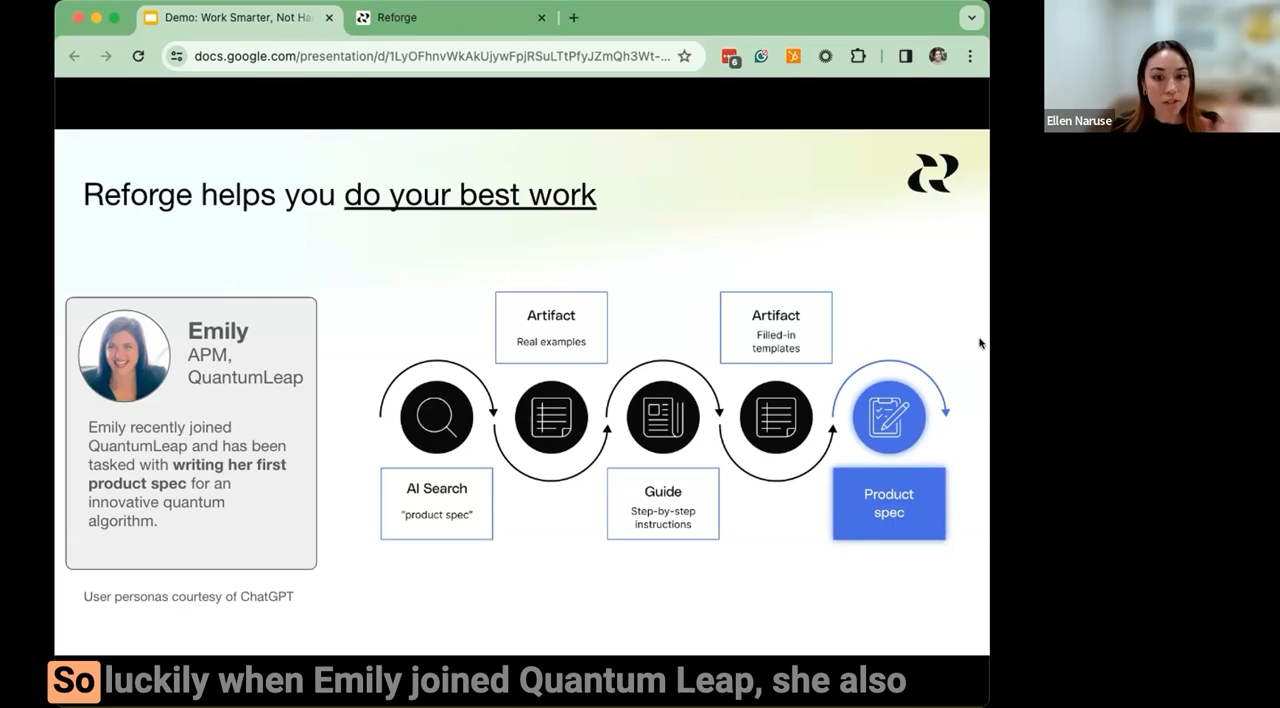 Demo: Work Smarter, Not Ha
Reforge
docs.google.com/presentation/d/1LyOFhnvWkAkUjywFpjRSuLTtPfyJZmQh3Wt-...
6
Ellen Naruse
Reforge helps you do your best work
Emily
APM,
QuantumLeap
Emily recently joined
QuantumLeap and has been
tasked with writing her first
product spec for an
innovative quantum
algorithm.
User personas courtesy of ChatGPT
Artifact
Real examples
Artifact
Filled-in
templates
AI Search
"product spec"
Guide
Step-by-step
instructions
Product
spec
So luckily when Emily joined Quantum Leap, she also